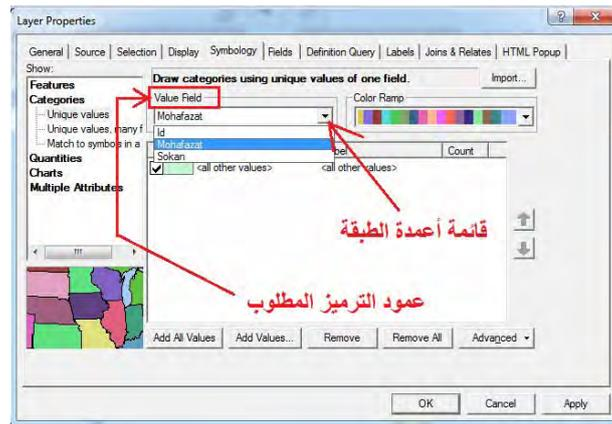 Layer Properties
General Source Selection Display Symbology Fields Definition Query Labels Joins & Relates HTML Popup
Show:
Features
Categories
Unique values
Unique values, many f
Match to symbols in a
Quantities
Charts
Multiple Attributes
Draw categories using unique values of one field.
Import...
Value Field
Color Ramp
Mohafazat
Id
Mohafazat
Sokan
Count
<all other values> <all other values>
قائمة أعمدة الطبقة
عمود الترميز المطلوب
Add All Values Add Values... Remove Remove All Advanced
OK Cancel Apply